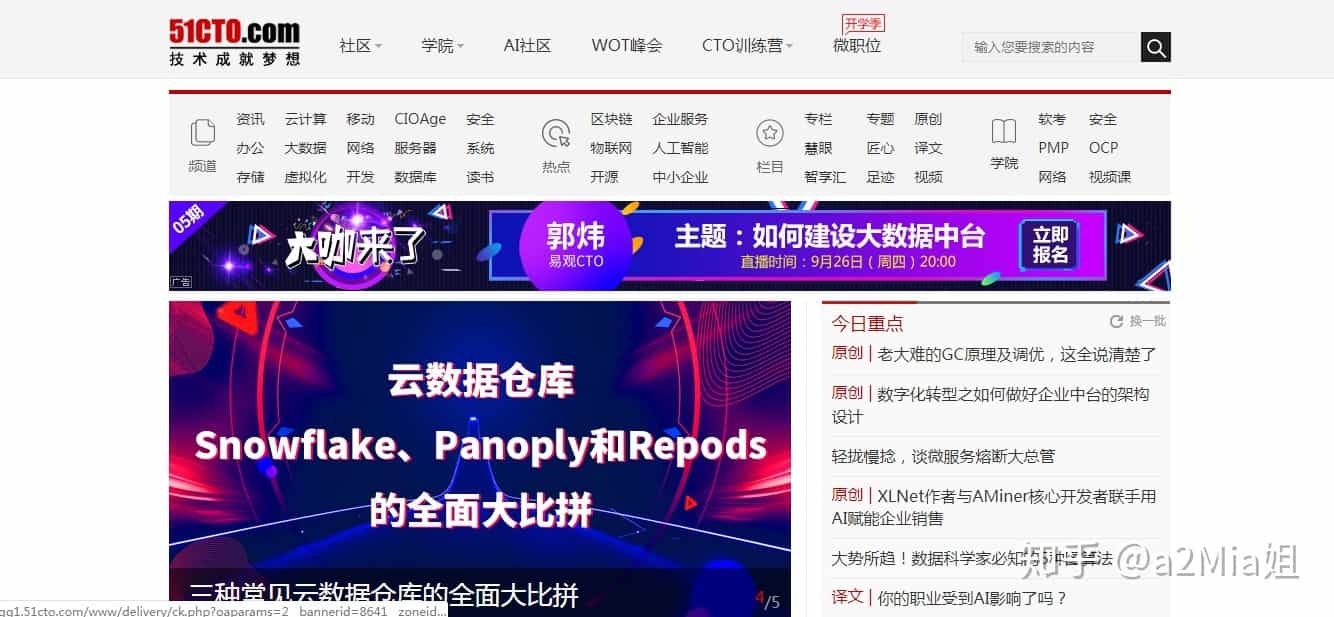 51CTO.com
技术成就梦想
社区 学院 AI社区 WOT峰会 CTO训练营 微职位
开学季
输入您要搜索的内容
频道
资讯 云计算 移动 CIOAge 安全
办公 大数据 网络 服务器 系统
存储 虚拟化 开发 数据库 读书
热点
区块链 企业服务
物联网 人工智能
开源 中小企业
栏目
专栏 专题 原创
慧眼 匠心 译文
智享汇 足迹 视频
学院
软考 安全
PMP OCP
网络 视频课
05期
大咖来了
广告
郭炜
易观CTO
主题：如何建设大数据中台
直播时间：9月26日（周四）20:00
立即
报名
云数据仓库
Snowflake、Panoply和Repods
的全面大比拼
三种常见云数据仓库的全面大比拼
4/5
今日重点 换一批
原创 | 老大难的GC原理及调优，这全说清楚了
原创 | 数字化转型之如何做好企业中台的架构
设计
轻拢慢捻，谈微服务熔断大总管
原创 | XLNet作者与AMiner核心开发者联手用
AI赋能企业销售
大势所趋！数据科学家必知的5种图算法
译文 | 你的职业受到AI影响了吗？
知乎 @a2Mia姐
gg1.51cto.com/www/delivery/ck.php?oaparams=2__bannerid=8641__zoneid...